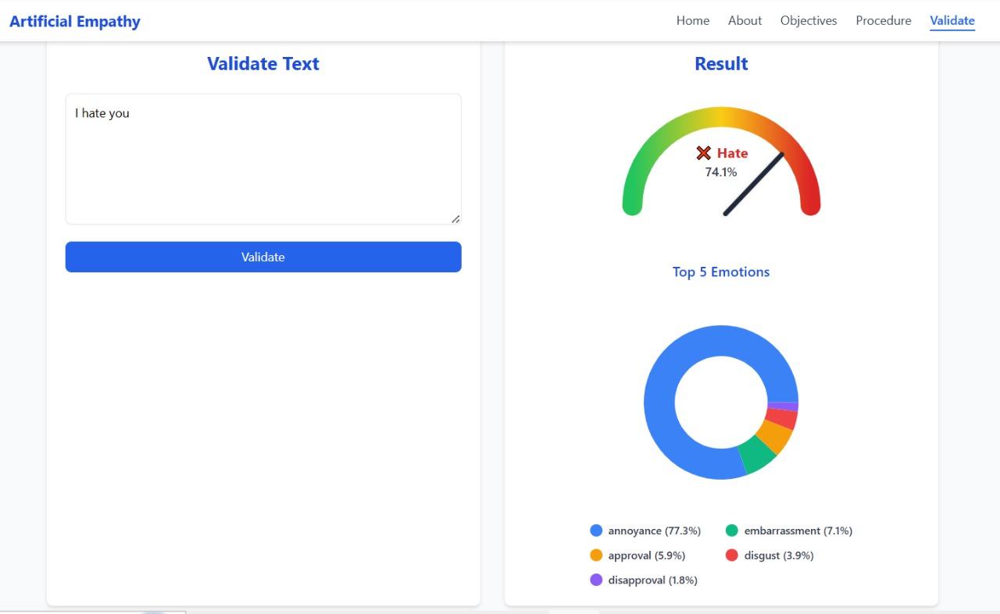 Artificial Empathy
Home About Objectives Procedure Validate
Validate Text
I hate you
Validate
Result
❌ Hate
74.1%
Top 5 Emotions
annoyance (77.3%) embarrassment (7.1%)
approval (5.9%) disgust (3.9%)
disapproval (1.8%)